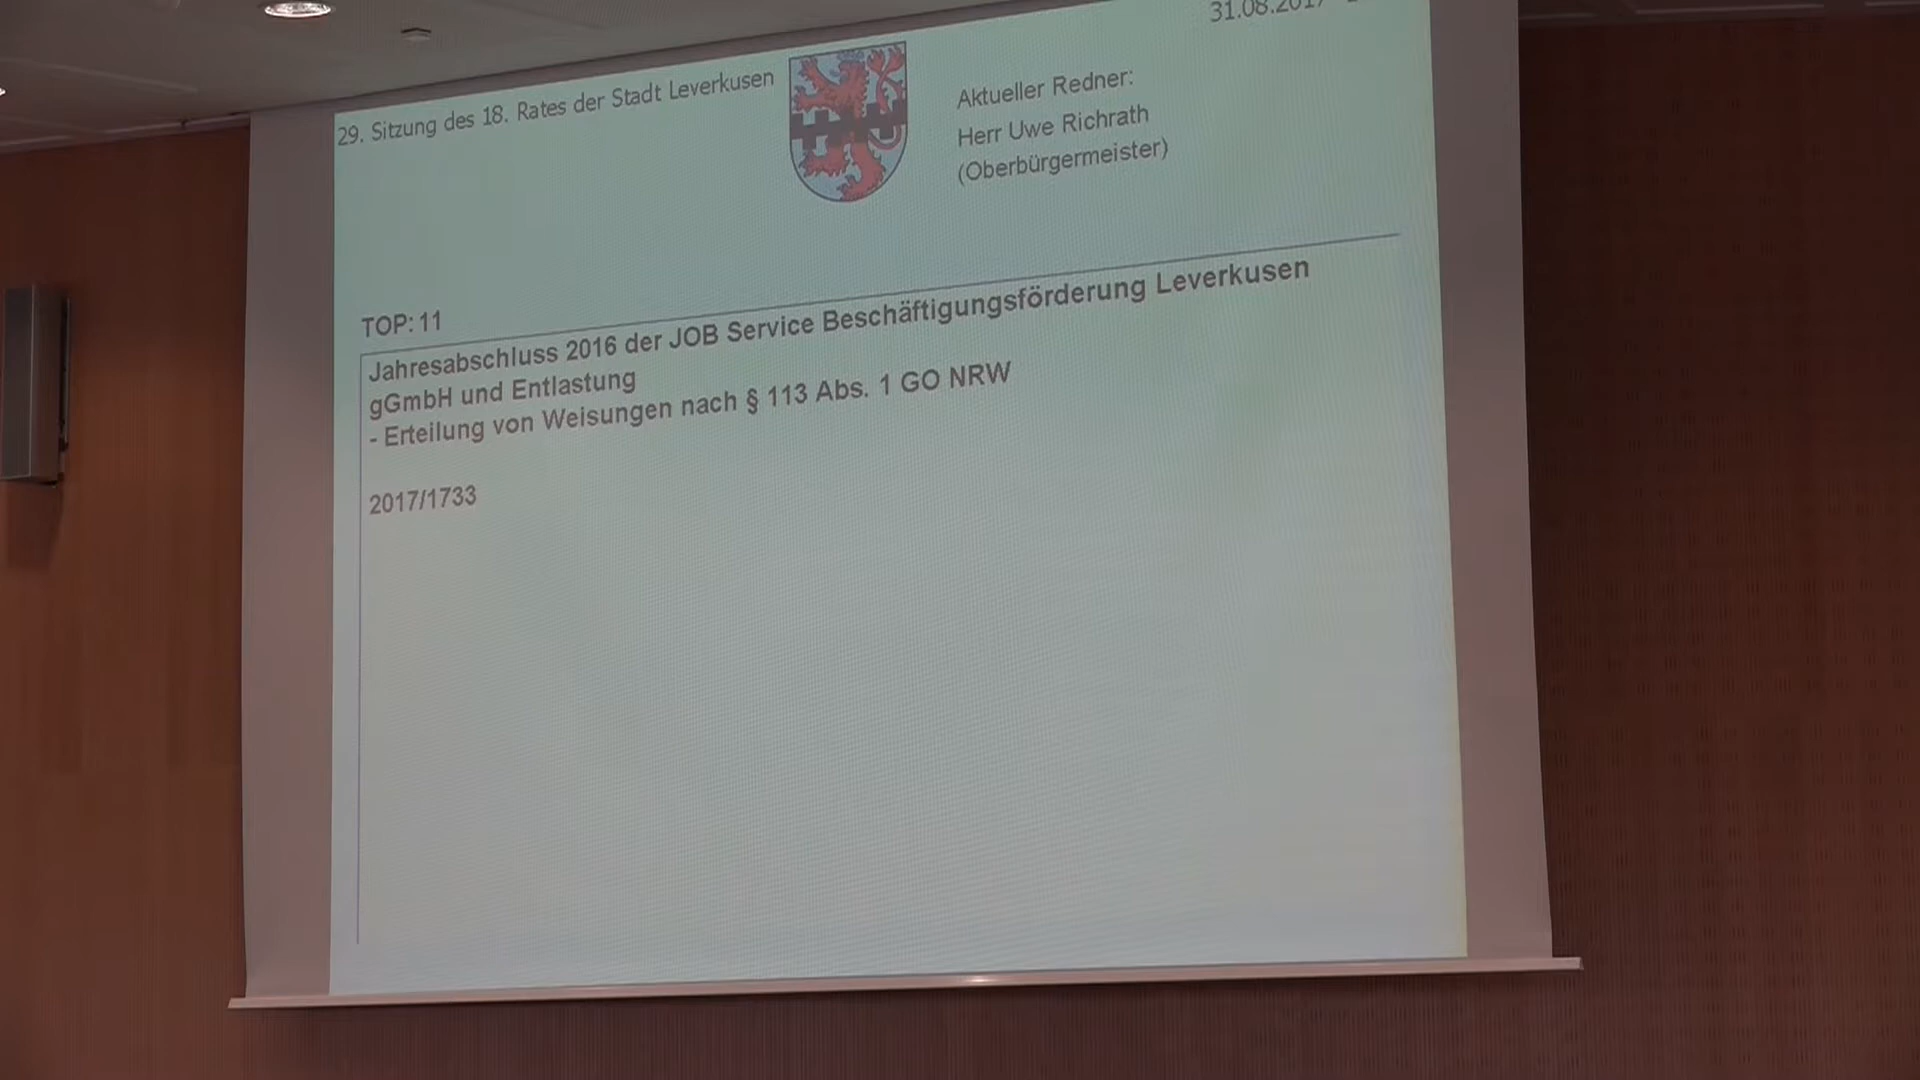 31.08.2017
29. Sitzung des 18. Rates der Stadt Leverkusen
Aktueller Redner:
Herr Uwe Richrath
(Oberbürgermeister)
TOP: 11
Jahresabschluss 2016 der JOB Service Beschäftigungsförderung Leverkusen
gGmbH und Entlastung
- Erteilung von Weisungen nach § 113 Abs. 1 GO NRW
2017/1733